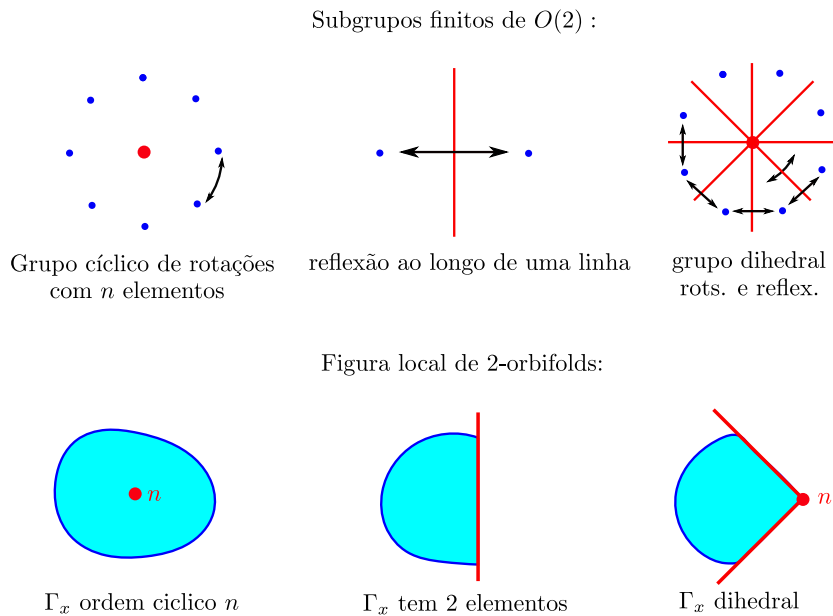 Subgrupos finitos de O(2) :
Grupo cíclico de rotações
com n elementos
reflexão ao longo de uma linha
grupo dihedral
rots. e reflex.
Figura local de 2-orbifolds:
n
n
Γx ordem ciclico n
Γx tem 2 elementos
Γx dihedral